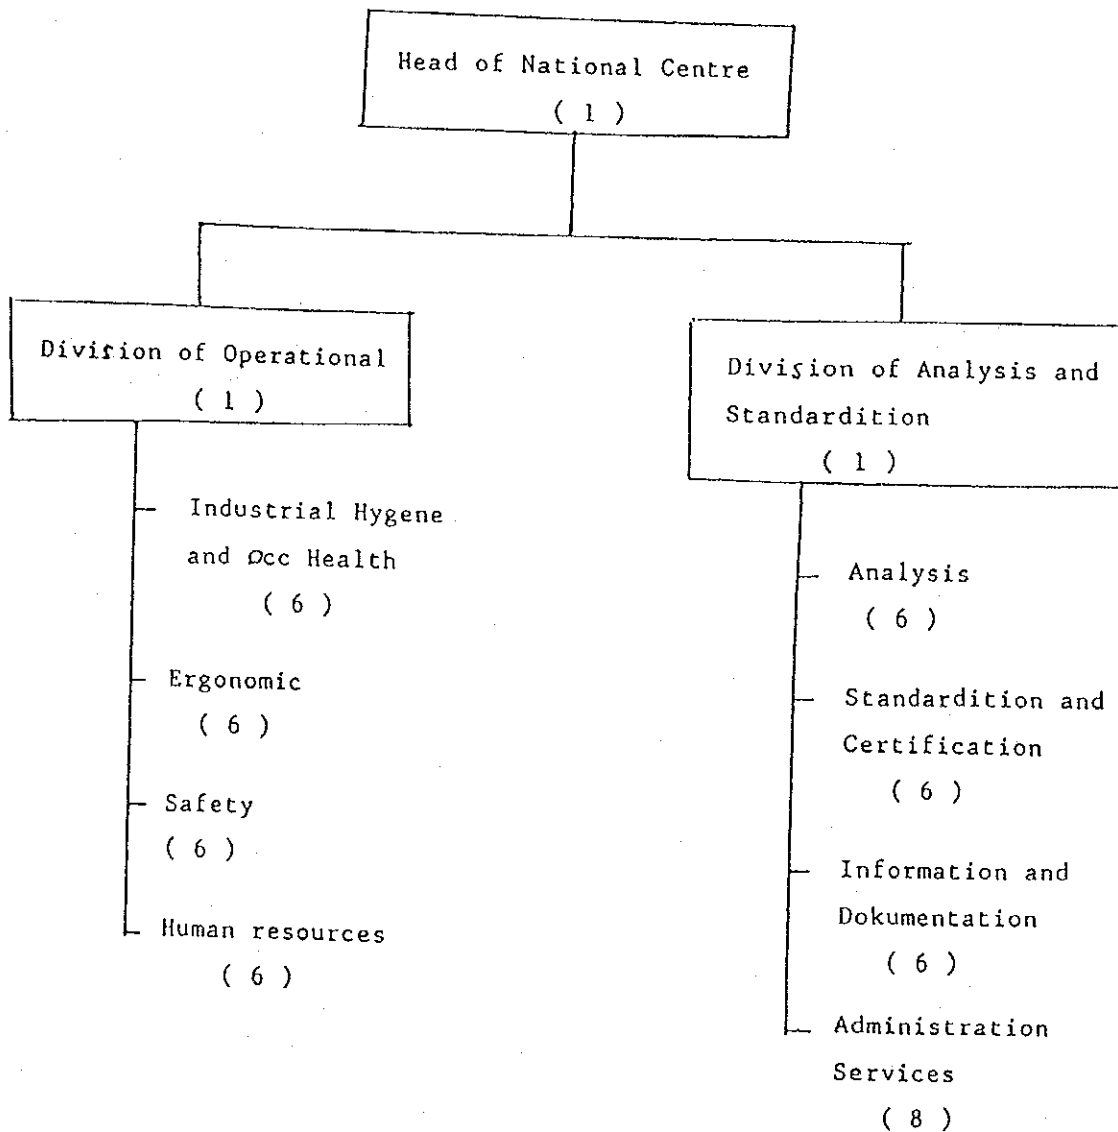 Head of National Centre
( 1 )
Division of Operational
( 1 )
Industrial Hygene
and Occ Health
( 6 )
Ergonomic
( 6 )
Safety
( 6 )
Human resources
( 6 )
Division of Analysis and
Standardition
( 1 )
Analysis
( 6 )
Standardition and
Certification
( 6 )
Information and
Dokumentation
( 6 )
Administration
Services
( 8 )